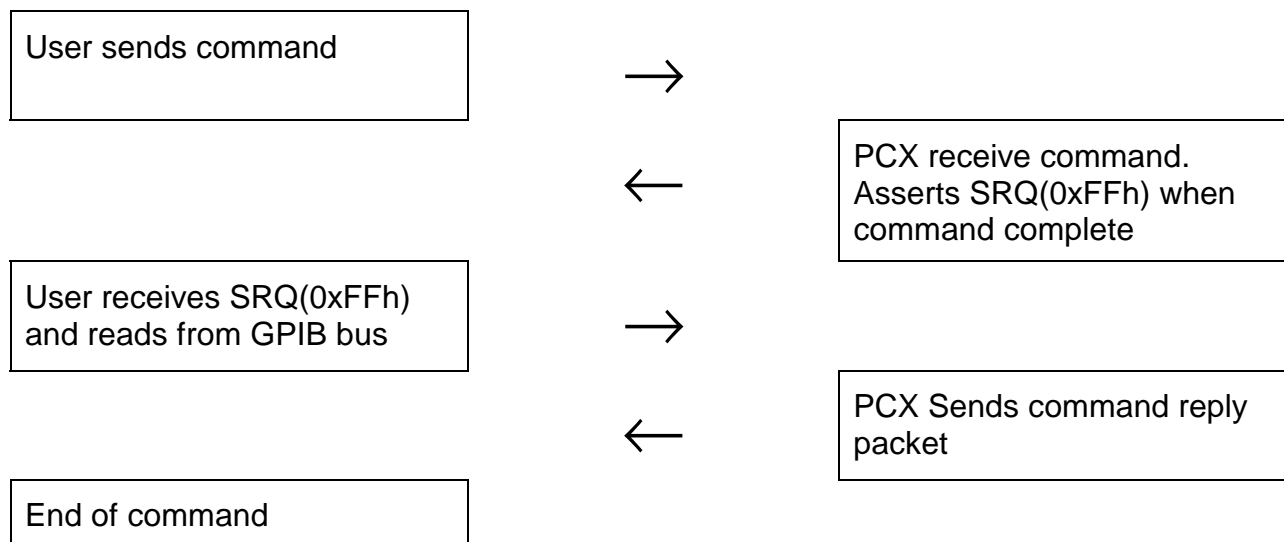 User sends command
→
PCX receive command.
Asserts SRQ(0xFFh) when
command complete
←
User receives SRQ(0xFFh)
and reads from GPIB bus
→
PCX Sends command reply
packet
←
End of command